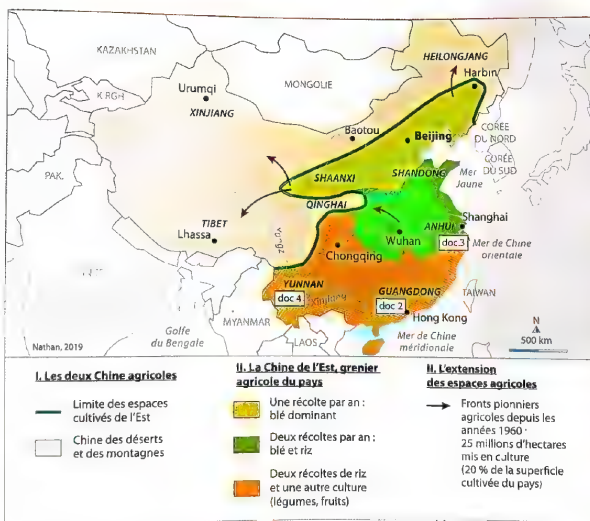 KAZAKHSTAN
HEILONGJANG
Harbin
MONGOLIE
Urumqi
KIRGH
XINJIANG
Baotou
Beijing
CORÉE
DU NORD
CORÉE
DU SUD
PAK.
SHAANXI
SHANDONG
Mer
Jaune
QINGHAI
TIBET
Lhassa
ANHUI
Shanghai
doc.3
Mer de Chine
orientale
Wuhan
Chongqing
YUNNAN
doc 4
GUANGDONG
doc 2
TAIWAN
Hong Kong
Golfe
du Bengale
MYANMAR
LAOS
Mer de Chine
méridionale
N
500 km
Nathan, 2019
I. Les deux Chine agricoles
Limite des espaces
cultivés de l'Est
Chine des déserts
et des montagnes
II. La Chine de l'Est, grenier
agricole du pays
Une récolte par an :
blé dominant
Deux récoltes par an :
blé et riz
Deux récoltes de riz
et une autre culture
(légumes, fruits)
II. L'extension
des espaces agricoles
Fronts pionniers
agricoles depuis les
années 1960 :
25 millions d'hectares
mis en culture
(20 % de la superficie
cultivée du pays)